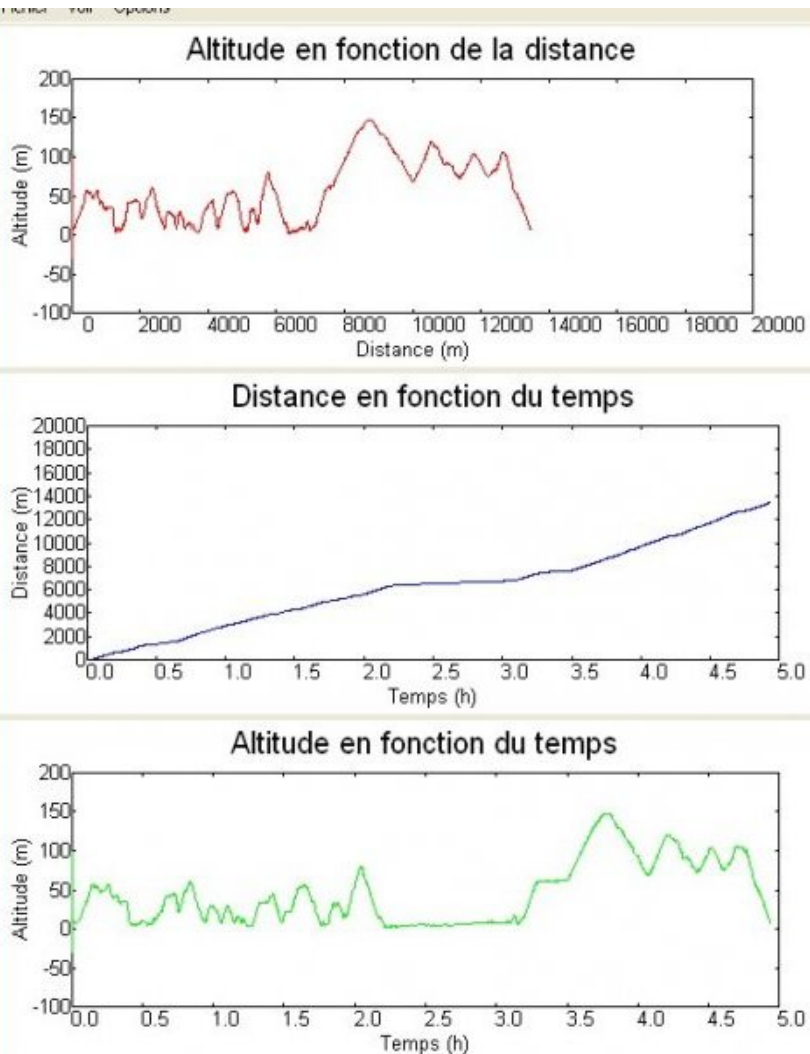 Fichier Voir Options
Altitude en fonction de la distance
200
150
100
50
0
-50
-100
Altitude (m)
0 2000 4000 6000 8000 10000 12000 14000 16000 18000 20000
Distance (m)
Distance en fonction du temps
20000
18000
16000
14000
12000
10000
8000
6000
4000
2000
0
Distance (m)
0.0 0.5 1.0 1.5 2.0 2.5 3.0 3.5 4.0 4.5 5.0
Temps (h)
Altitude en fonction du temps
200
150
100
50
0
-50
-100
Altitude (m)
0.0 0.5 1.0 1.5 2.0 2.5 3.0 3.5 4.0 4.5 5.0
Temps (h)